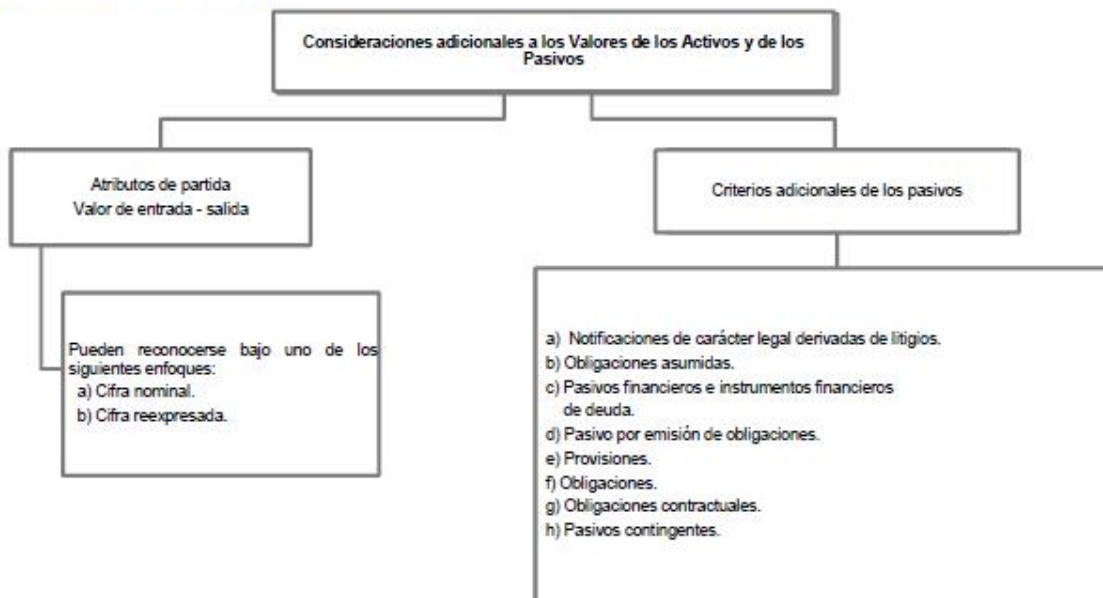 Consideraciones adicionales a los Valores de los Activos y de los
Pasivos
Atributos de partida
Valor de entrada - salida
Criterios adicionales de los pasivos
Pueden reconocerse bajo uno de los
siguientes enfoques:
a) Cifra nominal.
b) Cifra reexpresada.
a) Notificaciones de carácter legal derivadas de litigios.
b) Obligaciones asumidas.
c) Pasivos financieros e instrumentos financieros
de deuda.
d) Pasivo por emisión de obligaciones.
e) Provisiones.
f) Obligaciones.
g) Obligaciones contractuales.
h) Pasivos contingentes.